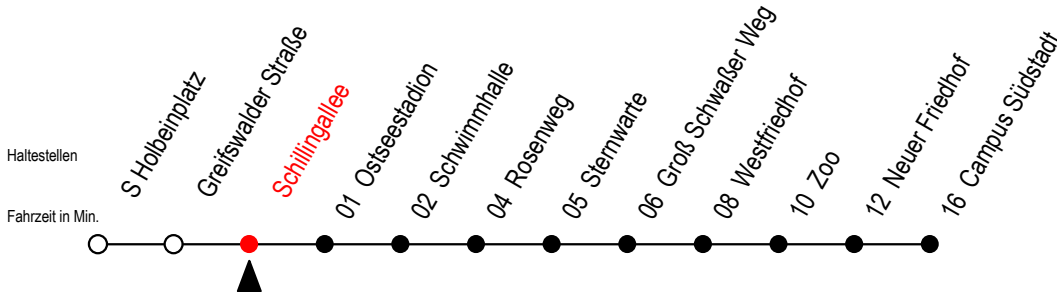 Haltestellen
Fahrzeit in Min.
S Holbeinplatz
Greifswalder Straße
Schillingallee
01 Ostseestadion
02 Schwimmhalle
04 Rosenweg
05 Sternwarte
06 Groß Schwaßer Weg
08 Westfriedhof
10 Zoo
12 Neuer Friedhof
16 Campus Südstadt